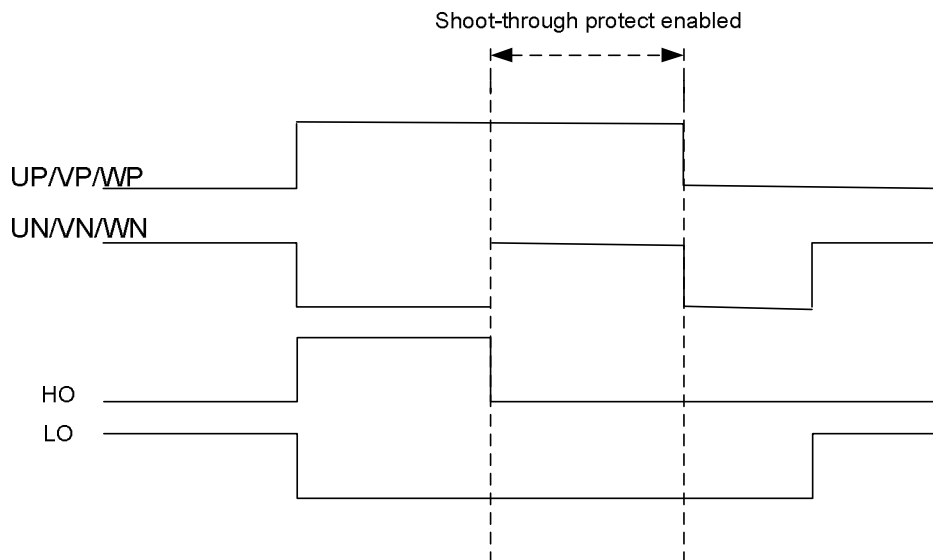 Shoot-through protect enabled
UP/VP/WP
UN/VN/WN
HO
LO